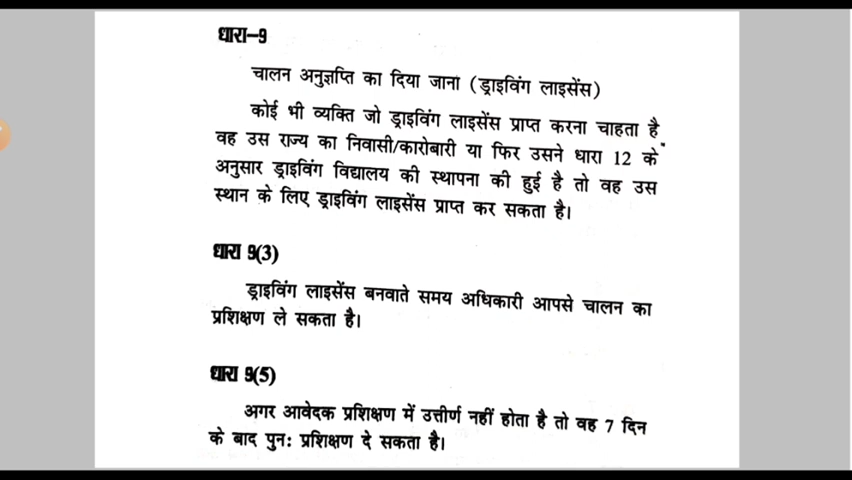 धारा-9
चालन अनुज्ञप्ति का दिया जाना (ड्राइविंग लाइसेंस)
कोई भी व्यक्ति जो ड्राइविंग लाइसेंस प्राप्त करना चाहता है
वह उस राज्य का निवासी/कारोबारी या फिर उसने धारा 12 के
अनुसार ड्राइविंग विद्यालय की स्थापना की हुई है तो वह उस
स्थान के लिए ड्राइविंग लाइसेंस प्राप्त कर सकता है।
धारा 9(3)
ड्राइविंग लाइसेंस बनवाते समय अधिकारी आपसे चालन का
प्रशिक्षण ले सकता है।
धारा 9(5)
अगर आवेदक प्रशिक्षण में उत्तीर्ण नहीं होता है तो वह 7 दिन
के बाद पुनः प्रशिक्षण दे सकता है।